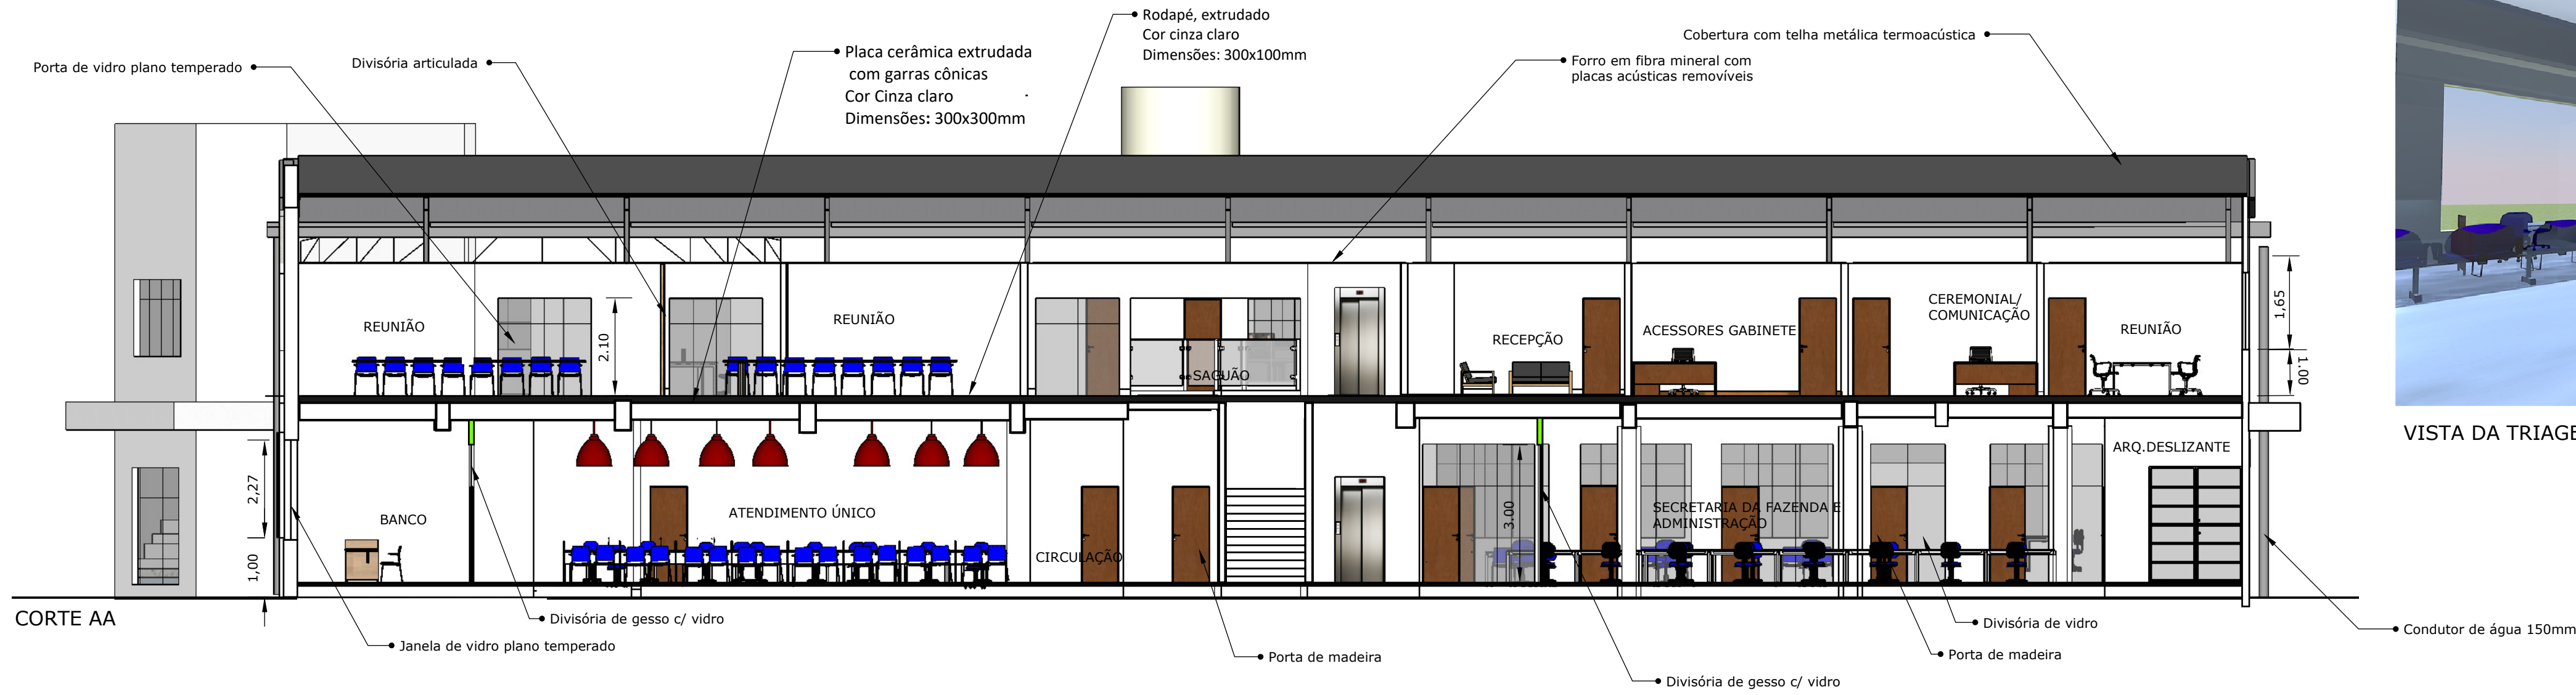 Rodapé, extrudado
Cor cinza claro
Dimensões: 300x100mm
Cobertura com telha metálica termoacústica
Placa cerâmica extrudada
com garras cônicas
Cor Cinza claro
Dimensões: 300x300mm
Porta de vidro plano temperado
Divisória articulada
Forro em fibra mineral com
placas acústicas removíveis
REUNIÃO
2.10
REUNIÃO
SAGUÃO
RECEPÇÃO
ACESSORES GABINETE
CEREMONIAL/
COMUNICAÇÃO
REUNIÃO
1,65
1.00
VISTA DA TRIAGE
2,27
1,00
BANCO
ATENDIMENTO ÚNICO
CIRCULAÇÃO
3.00
SECRETARIA DA FAZENDA E
ADMINISTRAÇÃO
ARQ.DESLIZANTE
CORTE AA
Divisória de gesso c/ vidro
Janela de vidro plano temperado
Porta de madeira
Divisória de gesso c/ vidro
Divisória de vidro
Porta de madeira
Condutor de água 150mm